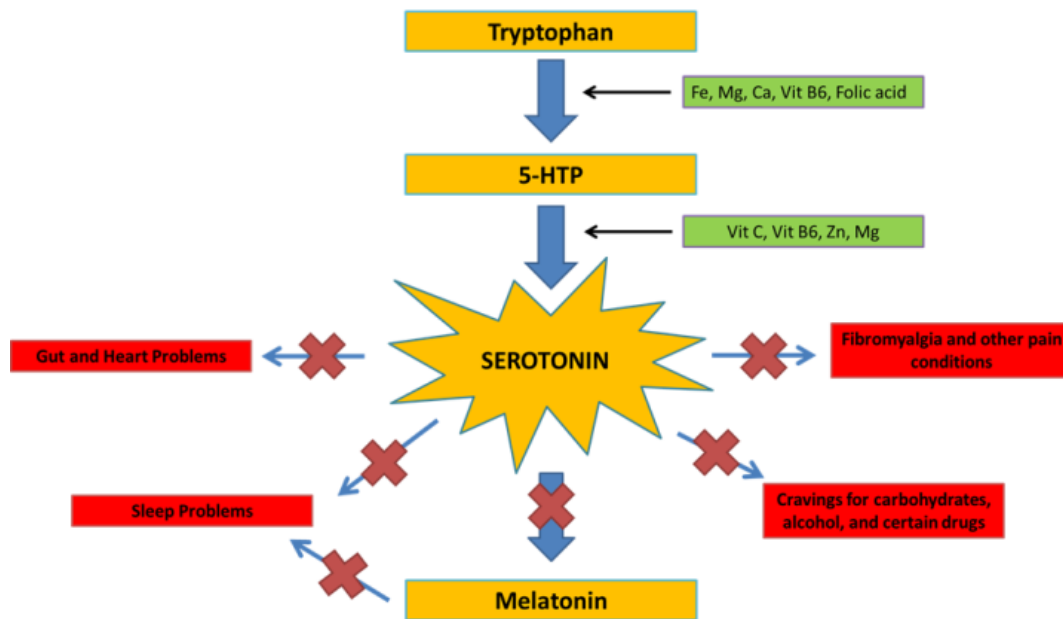 Tryptophan
Fe, Mg, Ca, Vit B6, Folic acid
5-HTP
Vit C, Vit B6, Zn, Mg
Gut and Heart Problems
SEROTONIN
Fibromyalgia and other pain
conditions
Sleep Problems
Cravings for carbohydrates,
alcohol, and certain drugs
Melatonin